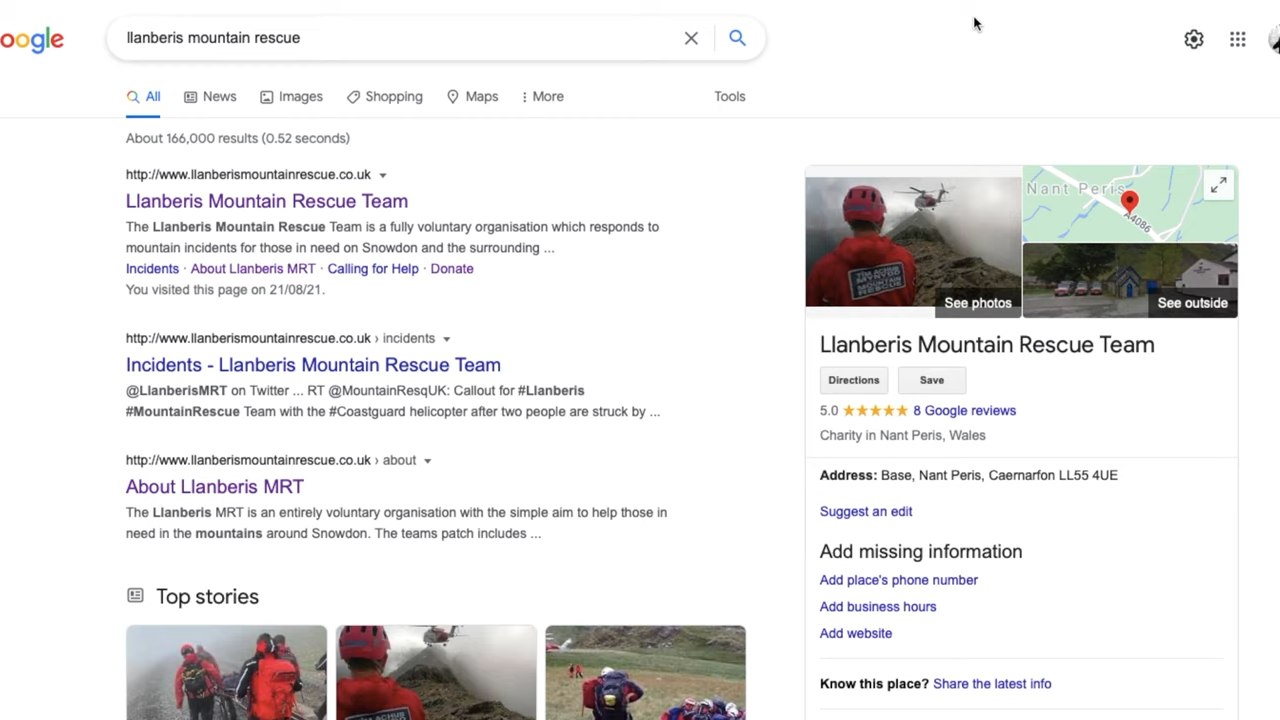 oogle
llanberis mountain rescue
All News Images Shopping Maps More Tools
About 166,000 results (0.52 seconds)
http://www.llanberismountainrescue.co.uk
Llanberis Mountain Rescue Team
The Llanberis Mountain Rescue Team is a fully voluntary organisation which responds to
mountain incidents for those in need on Snowdon and the surrounding ...
Incidents · About Llanberis MRT · Calling for Help · Donate
You visited this page on 21/08/21.
http://www.llanberismountainrescue.co.uk › incidents
Incidents - Llanberis Mountain Rescue Team
@LlanberisMRT on Twitter ... RT @MountainResqUK: Callout for #Llanberis
#MountainRescue Team with the #Coastguard helicopter after two people are struck by ...
http://www.llanberismountainrescue.co.uk › about
About Llanberis MRT
The Llanberis MRT is an entirely voluntary organisation with the simple aim to help those in
need in the mountains around Snowdon. The teams patch includes ...
Top stories
Nant Peris
A4086
MOUNTAIN
RESCUE
See photos
See outside
Llanberis Mountain Rescue Team
Directions Save
5.0 8 Google reviews
Charity in Nant Peris, Wales
Address: Base, Nant Peris, Caernarfon LL55 4UE
Suggest an edit
Add missing information
Add place's phone number
Add business hours
Add website
Know this place? Share the latest info